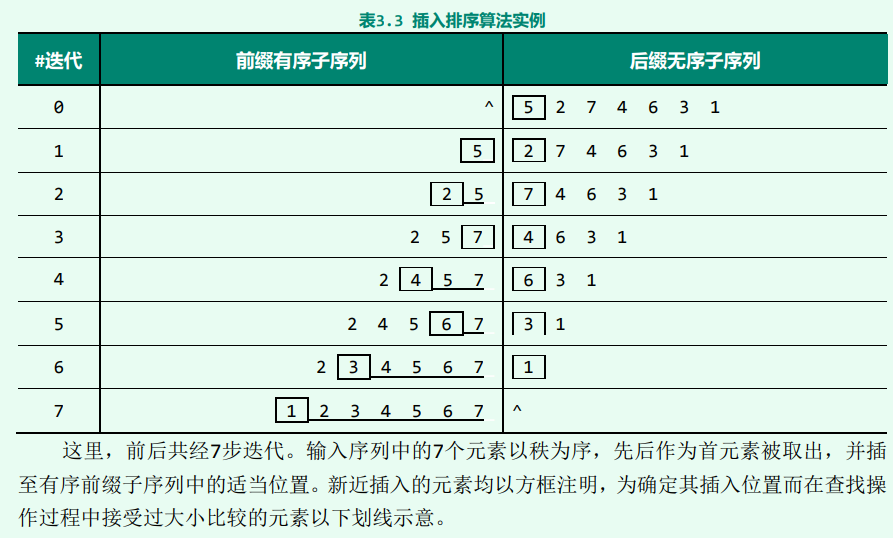 表3.3 插入排序算法实例
#迭代 前缀有序子序列 后缀无序子序列
0 ^ 5 2 7 4 6 3 1
1 5 2 7 4 6 3 1
2 2 5 7 4 6 3 1
3 2 5 7 4 6 3 1
4 2 4 5 7 6 3 1
5 2 4 5 6 7 3 1
6 2 3 4 5 6 7 1
7 1 2 3 4 5 6 7 ^
这里，前后共经7步迭代。输入序列中的7个元素以秩为序，先后作为首元素被取出，并插
至有序前缀子序列中的适当位置。新近插入的元素均以方框注明，为确定其插入位置而在查找操
作过程中接受过大小比较的元素以下划线示意。